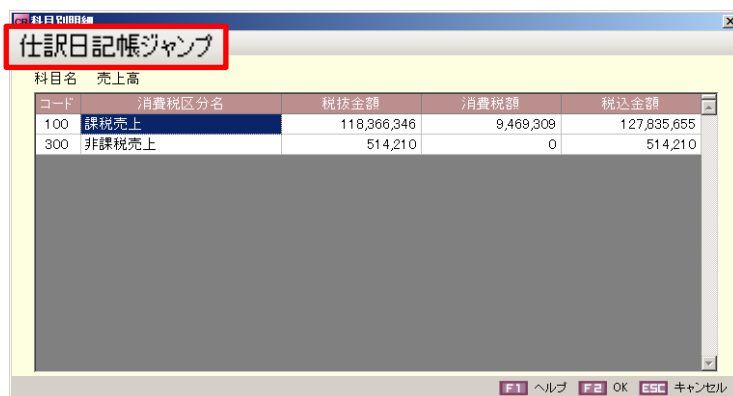 CB 科目別明細
仕訳日記帳ジャンプ
科目名 売上高
コード 消費税区分名 税抜金額 消費税額 税込金額
100 課税売上 118,366,346 9,469,309 127,835,655
300 非課税売上 514,210 0 514,210
F1 ヘルプ F2 OK ESC キャンセル